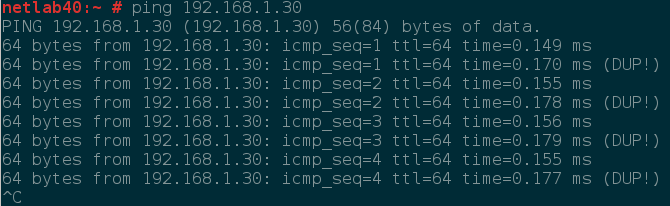 netlab40:~ # ping 192.168.1.30
PING 192.168.1.30 (192.168.1.30) 56(84) bytes of data.
64 bytes from 192.168.1.30: icmp_seq=1 ttl=64 time=0.149 ms
64 bytes from 192.168.1.30: icmp_seq=1 ttl=64 time=0.170 ms (DUP!)
64 bytes from 192.168.1.30: icmp_seq=2 ttl=64 time=0.155 ms
64 bytes from 192.168.1.30: icmp_seq=2 ttl=64 time=0.178 ms (DUP!)
64 bytes from 192.168.1.30: icmp_seq=3 ttl=64 time=0.156 ms
64 bytes from 192.168.1.30: icmp_seq=3 ttl=64 time=0.179 ms (DUP!)
64 bytes from 192.168.1.30: icmp_seq=4 ttl=64 time=0.155 ms
64 bytes from 192.168.1.30: icmp_seq=4 ttl=64 time=0.177 ms (DUP!)
^C